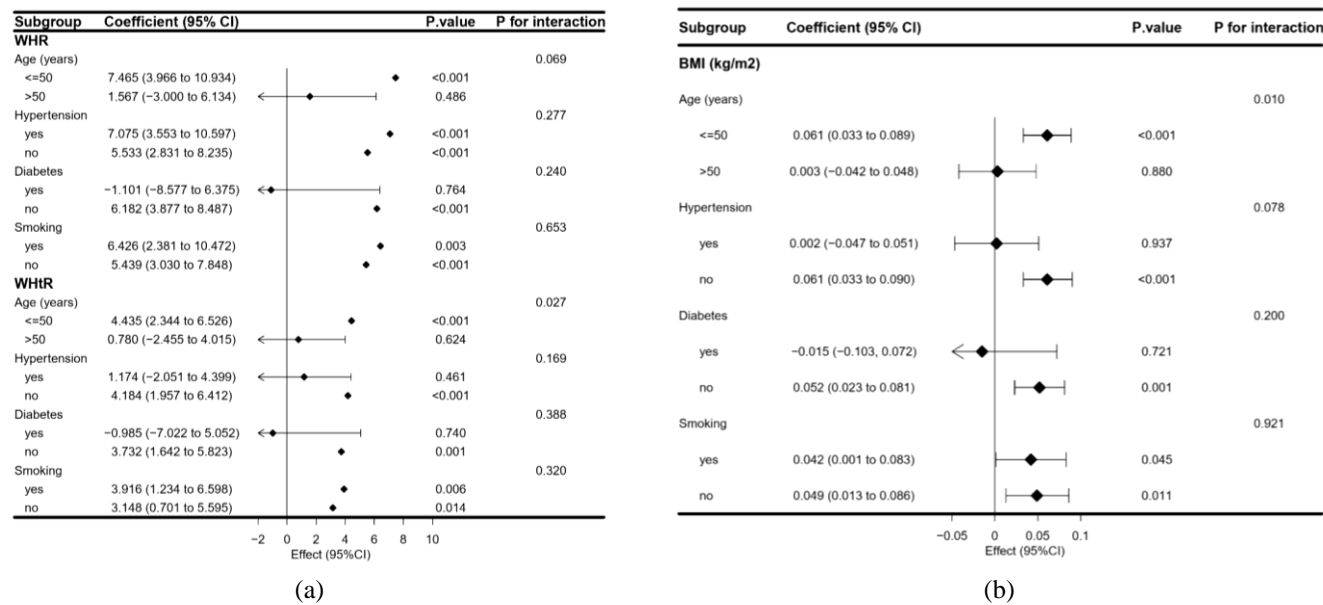 Subgroup Coefficient (95% CI) P.value P for interaction
WHR
Age (years) 0.069
<=50 7.465 (3.966 to 10.934) <0.001
>50 1.567 (−3.000 to 6.134) 0.486
Hypertension 0.277
yes 7.075 (3.553 to 10.597) <0.001
no 5.533 (2.831 to 8.235) <0.001
Diabetes 0.240
yes −1.101 (−8.577 to 6.375) 0.764
no 6.182 (3.877 to 8.487) <0.001
Smoking 0.653
yes 6.426 (2.381 to 10.472) 0.003
no 5.439 (3.030 to 7.848) <0.001
WHtR
Age (years) 0.027
<=50 4.435 (2.344 to 6.526) <0.001
>50 0.780 (−2.455 to 4.015) 0.624
Hypertension 0.169
yes 1.174 (−2.051 to 4.399) 0.461
no 4.184 (1.957 to 6.412) <0.001
Diabetes 0.388
yes −0.985 (−7.022 to 5.052) 0.740
no 3.732 (1.642 to 5.823) 0.001
Smoking 0.320
yes 3.916 (1.234 to 6.598) 0.006
no 3.148 (0.701 to 5.595) 0.014
−2 0 2 4 6 8 10
Effect (95%CI)
(a)
Subgroup Coefficient (95% CI) P.value P for interaction
BMI (kg/m2)
Age (years) 0.010
<=50 0.061 (0.033 to 0.089) <0.001
>50 0.003 (−0.042 to 0.048) 0.880
Hypertension 0.078
yes 0.002 (−0.047 to 0.051) 0.937
no 0.061 (0.033 to 0.090) <0.001
Diabetes 0.200
yes −0.015 (−0.103, 0.072) 0.721
no 0.052 (0.023 to 0.081) 0.001
Smoking 0.921
yes 0.042 (0.001 to 0.083) 0.045
no 0.049 (0.013 to 0.086) 0.011
−0.05 0 0.05 0.1
Effect (95%CI)
(b)